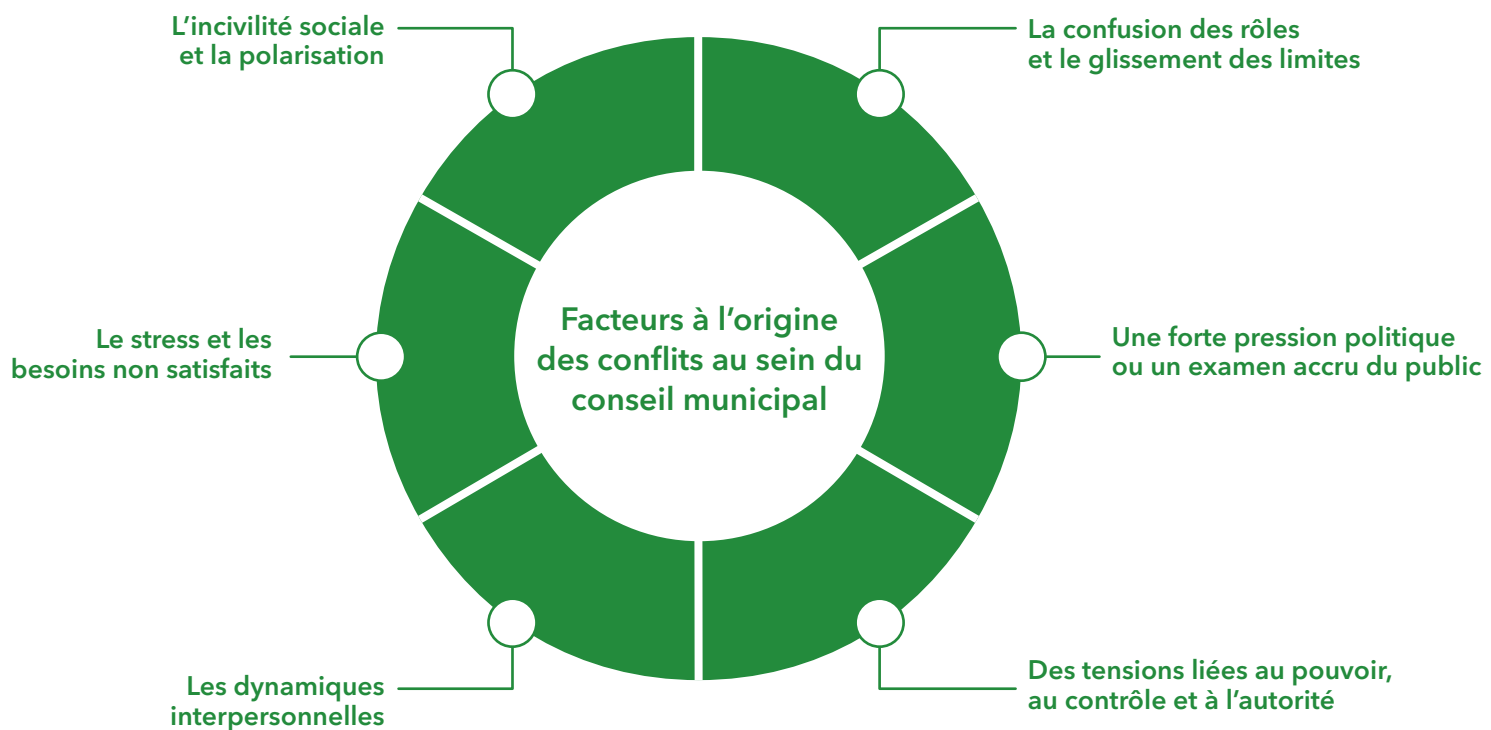 L’incivilité sociale
et la polarisation
La confusion des rôles
et le glissement des limites
Facteurs à l’origine
des conflits au sein du
conseil municipal
Le stress et les
besoins non satisfaits
Une forte pression politique
ou un examen accru du public
Les dynamiques
interpersonnelles
Des tensions liées au pouvoir,
au contrôle et à l’autorité